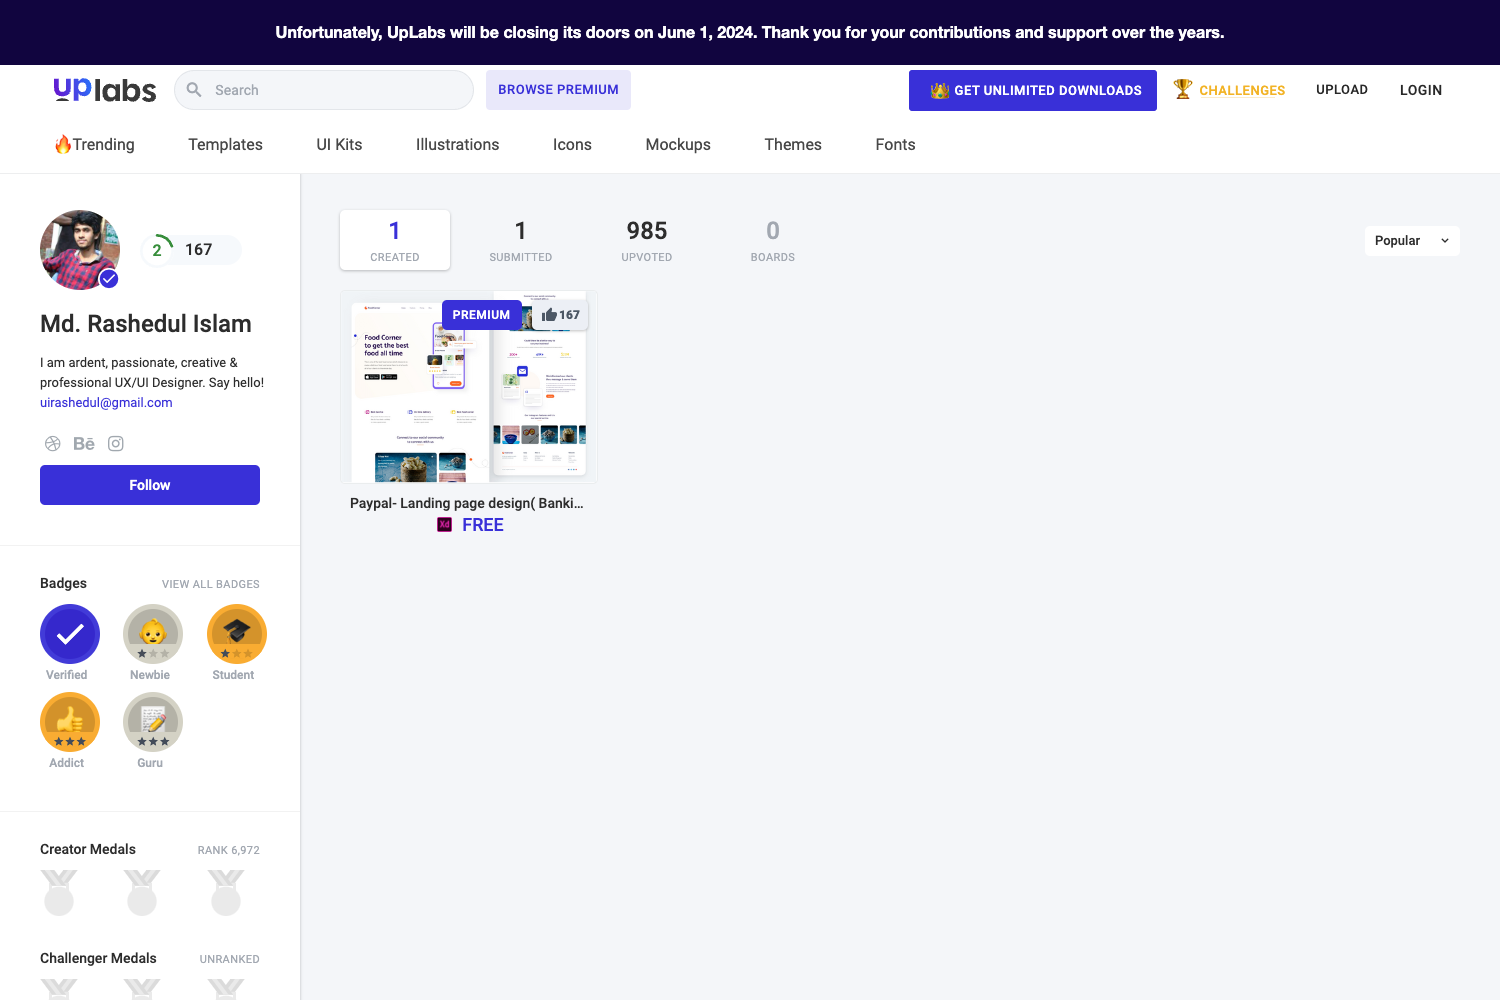 Unfortunately, UpLabs will be closing its doors on June 1, 2024. Thank you for your contributions and support over the years.
uplabs
Search
BROWSE PREMIUM
GET UNLIMITED DOWNLOADS
CHALLENGES
UPLOAD
LOGIN
Trending
Templates
UI Kits
Illustrations
Icons
Mockups
Themes
Fonts
2
167
Md. Rashedul Islam
I am ardent, passionate, creative &
professional UX/UI Designer. Say hello!
uirashedul@gmail.com
Bē
Follow
Badges
VIEW ALL BADGES
Verified
Newbie
Student
Addict
Guru
Creator Medals
RANK 6,972
Challenger Medals
UNRANKED
1
CREATED
1
SUBMITTED
985
UPVOTED
0
BOARDS
Popular
PREMIUM
167
Food Corner
to get the best
food all time
Paypal- Landing page design( Banki...
Xd
FREE